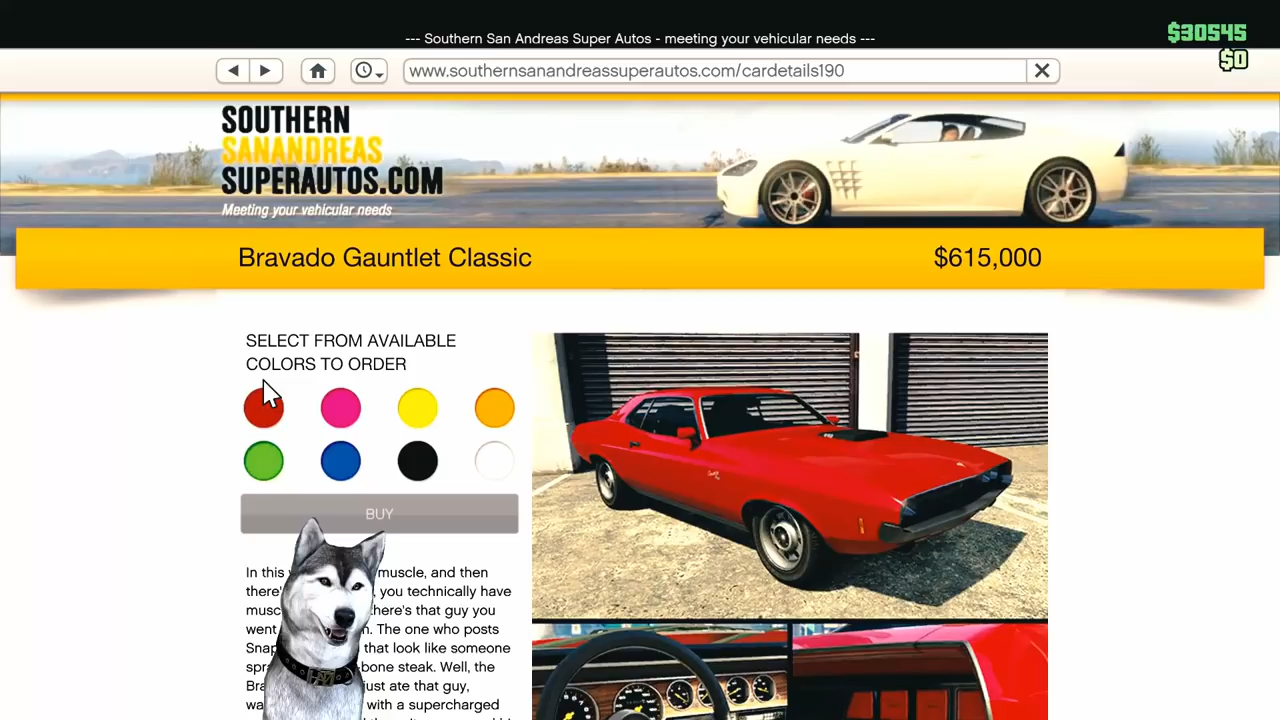 --- Southern San Andreas Super Autos - meeting your vehicular needs ---
$30545
$0
www.southernsanandreassuperautos.com/cardetails190
SOUTHERN
SANANDREAS
SUPERAUTOS.COM
Meeting your vehicular needs
Bravado Gauntlet Classic
$615,000
SELECT FROM AVAILABLE
COLORS TO ORDER
BUY
In this muscle, and then
there' you technically have
musc there's that guy you
went The one who posts
Snap that look like someone
spr bone steak. Well, the
Bra just ate that guy,
wa with a supercharged